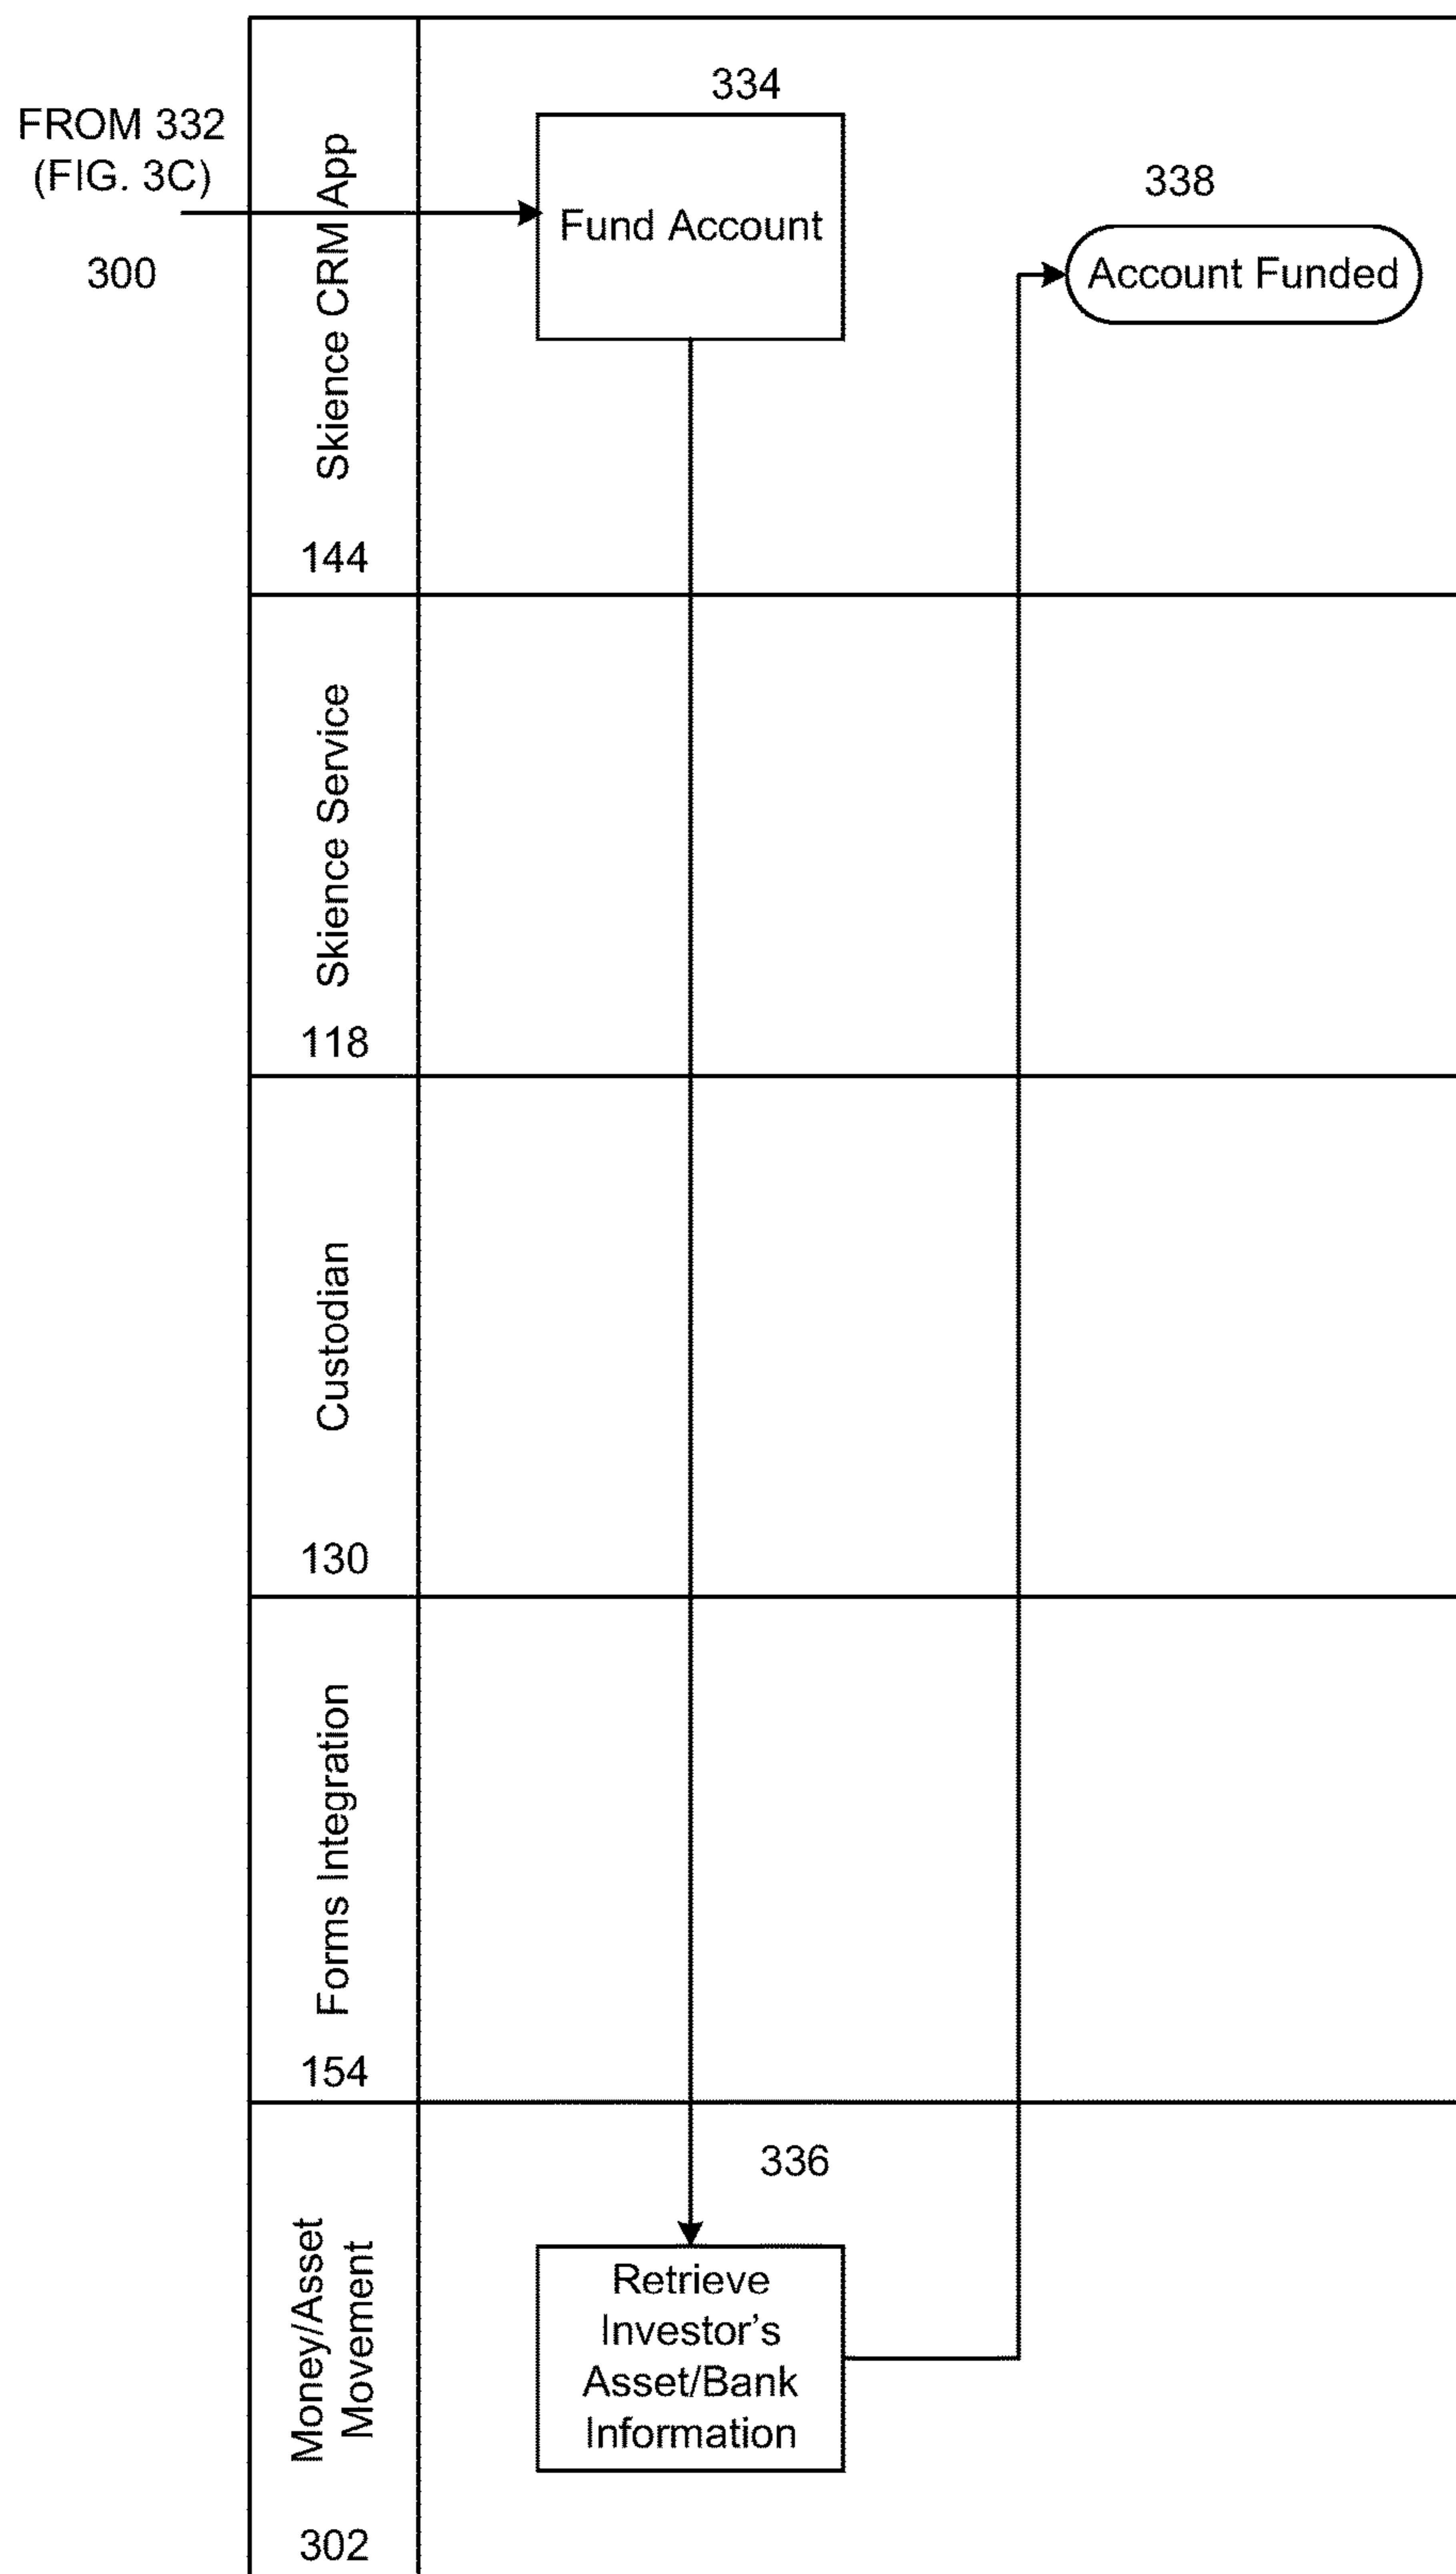 FROM 332
(FIG. 3C)
300
Skience CRM App
144
334
Fund Account
338
Account Funded
Skience Service
118
Custodian
130
Forms Integration
154
Money/Asset
Movement
302
336
Retrieve
Investor's
Asset/Bank
Information